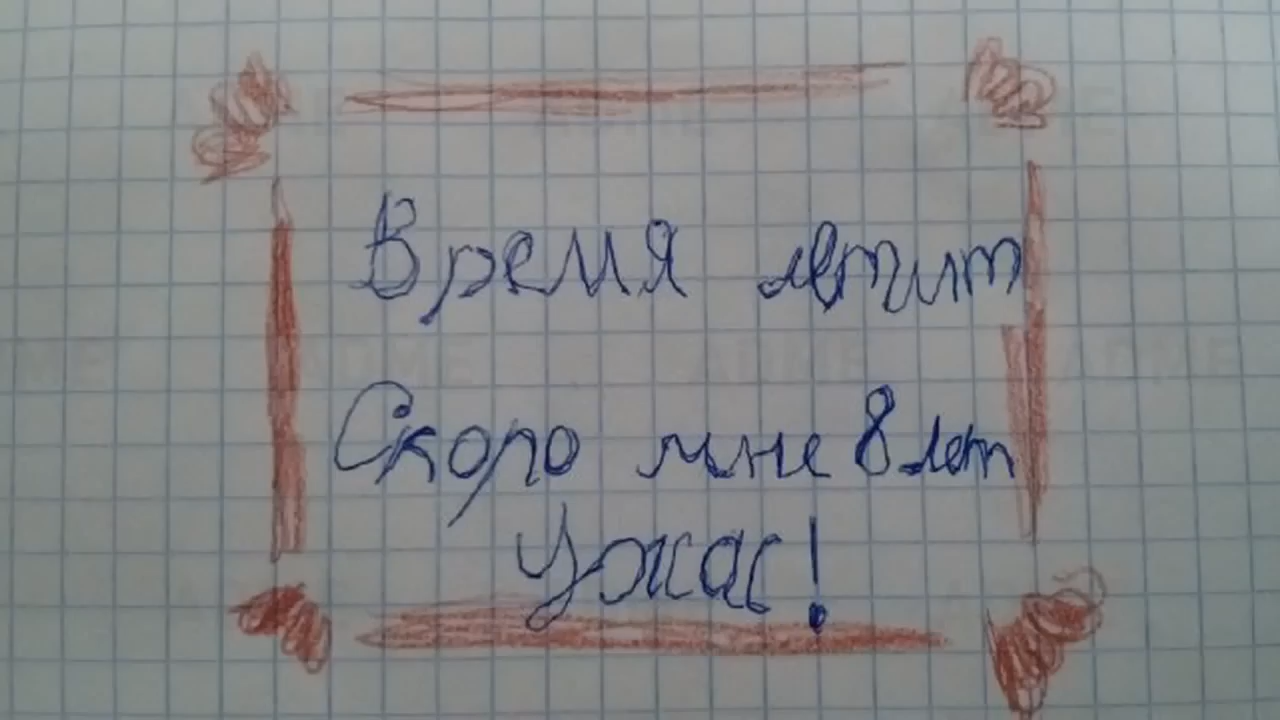 Время летит
Скоро мне 8 лет
Ужас!